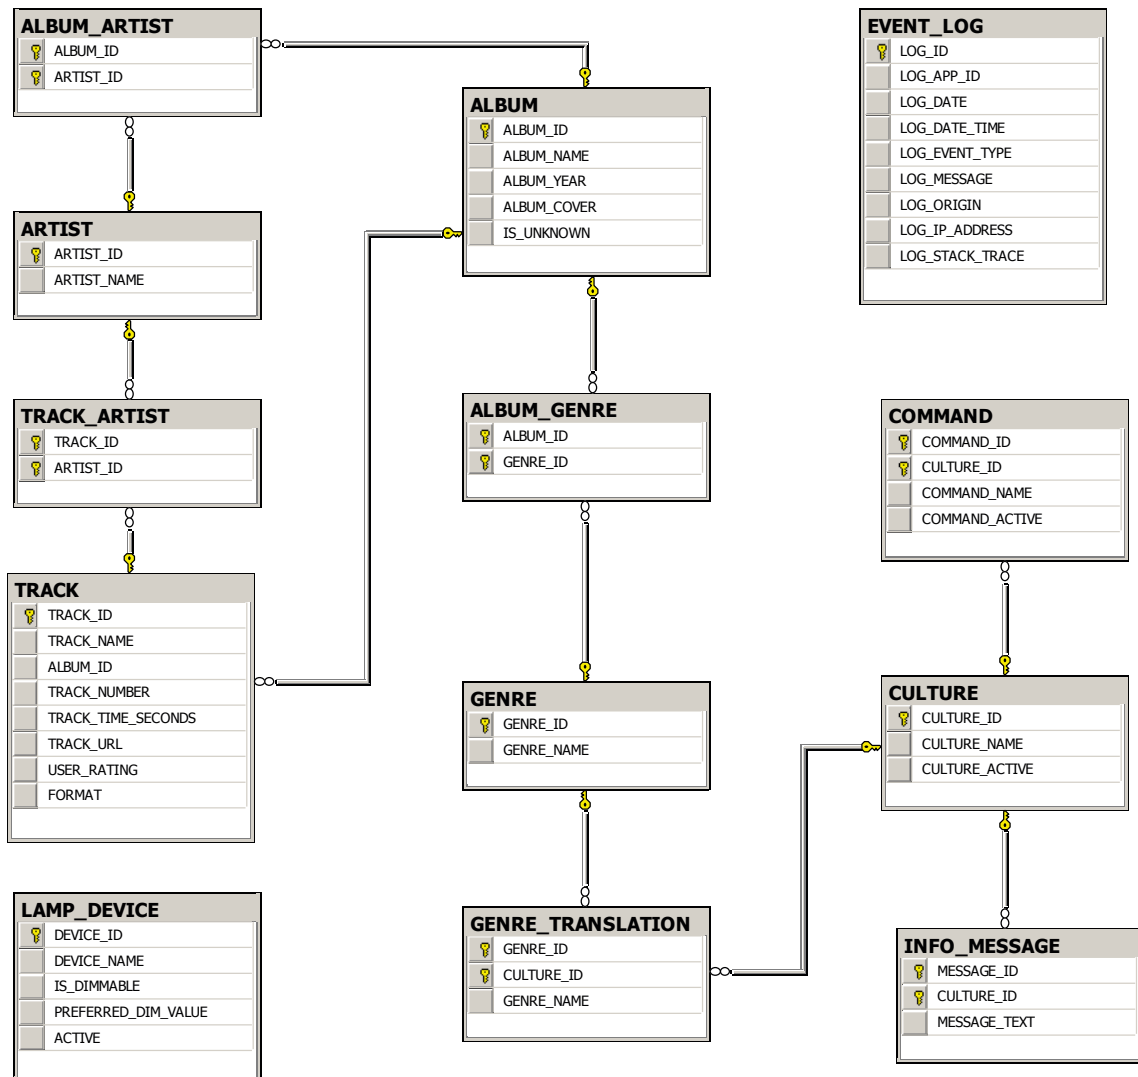 ALBUM_ARTIST
ALBUM_ID
ARTIST_ID
ARTIST
ARTIST_ID
ARTIST_NAME
TRACK_ARTIST
TRACK_ID
ARTIST_ID
TRACK
TRACK_ID
TRACK_NAME
ALBUM_ID
TRACK_NUMBER
TRACK_TIME_SECONDS
TRACK_URL
USER_RATING
FORMAT
LAMP_DEVICE
DEVICE_ID
DEVICE_NAME
IS_DIMMABLE
PREFERRED_DIM_VALUE
ACTIVE
ALBUM
ALBUM_ID
ALBUM_NAME
ALBUM_YEAR
ALBUM_COVER
IS_UNKNOWN
ALBUM_GENRE
ALBUM_ID
GENRE_ID
GENRE
GENRE_ID
GENRE_NAME
GENRE_TRANSLATION
GENRE_ID
CULTURE_ID
GENRE_NAME
EVENT_LOG
LOG_ID
LOG_APP_ID
LOG_DATE
LOG_DATE_TIME
LOG_EVENT_TYPE
LOG_MESSAGE
LOG_ORIGIN
LOG_IP_ADDRESS
LOG_STACK_TRACE
COMMAND
COMMAND_ID
CULTURE_ID
COMMAND_NAME
COMMAND_ACTIVE
CULTURE
CULTURE_ID
CULTURE_NAME
CULTURE_ACTIVE
INFO_MESSAGE
MESSAGE_ID
CULTURE_ID
MESSAGE_TEXT